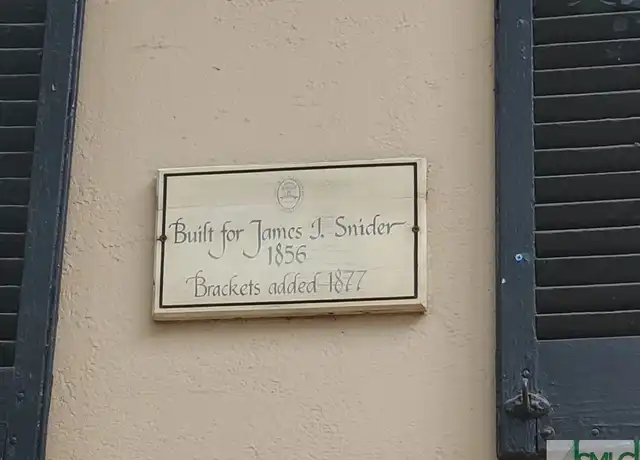 Built for James I. Snider
1856
Brackets added 1877